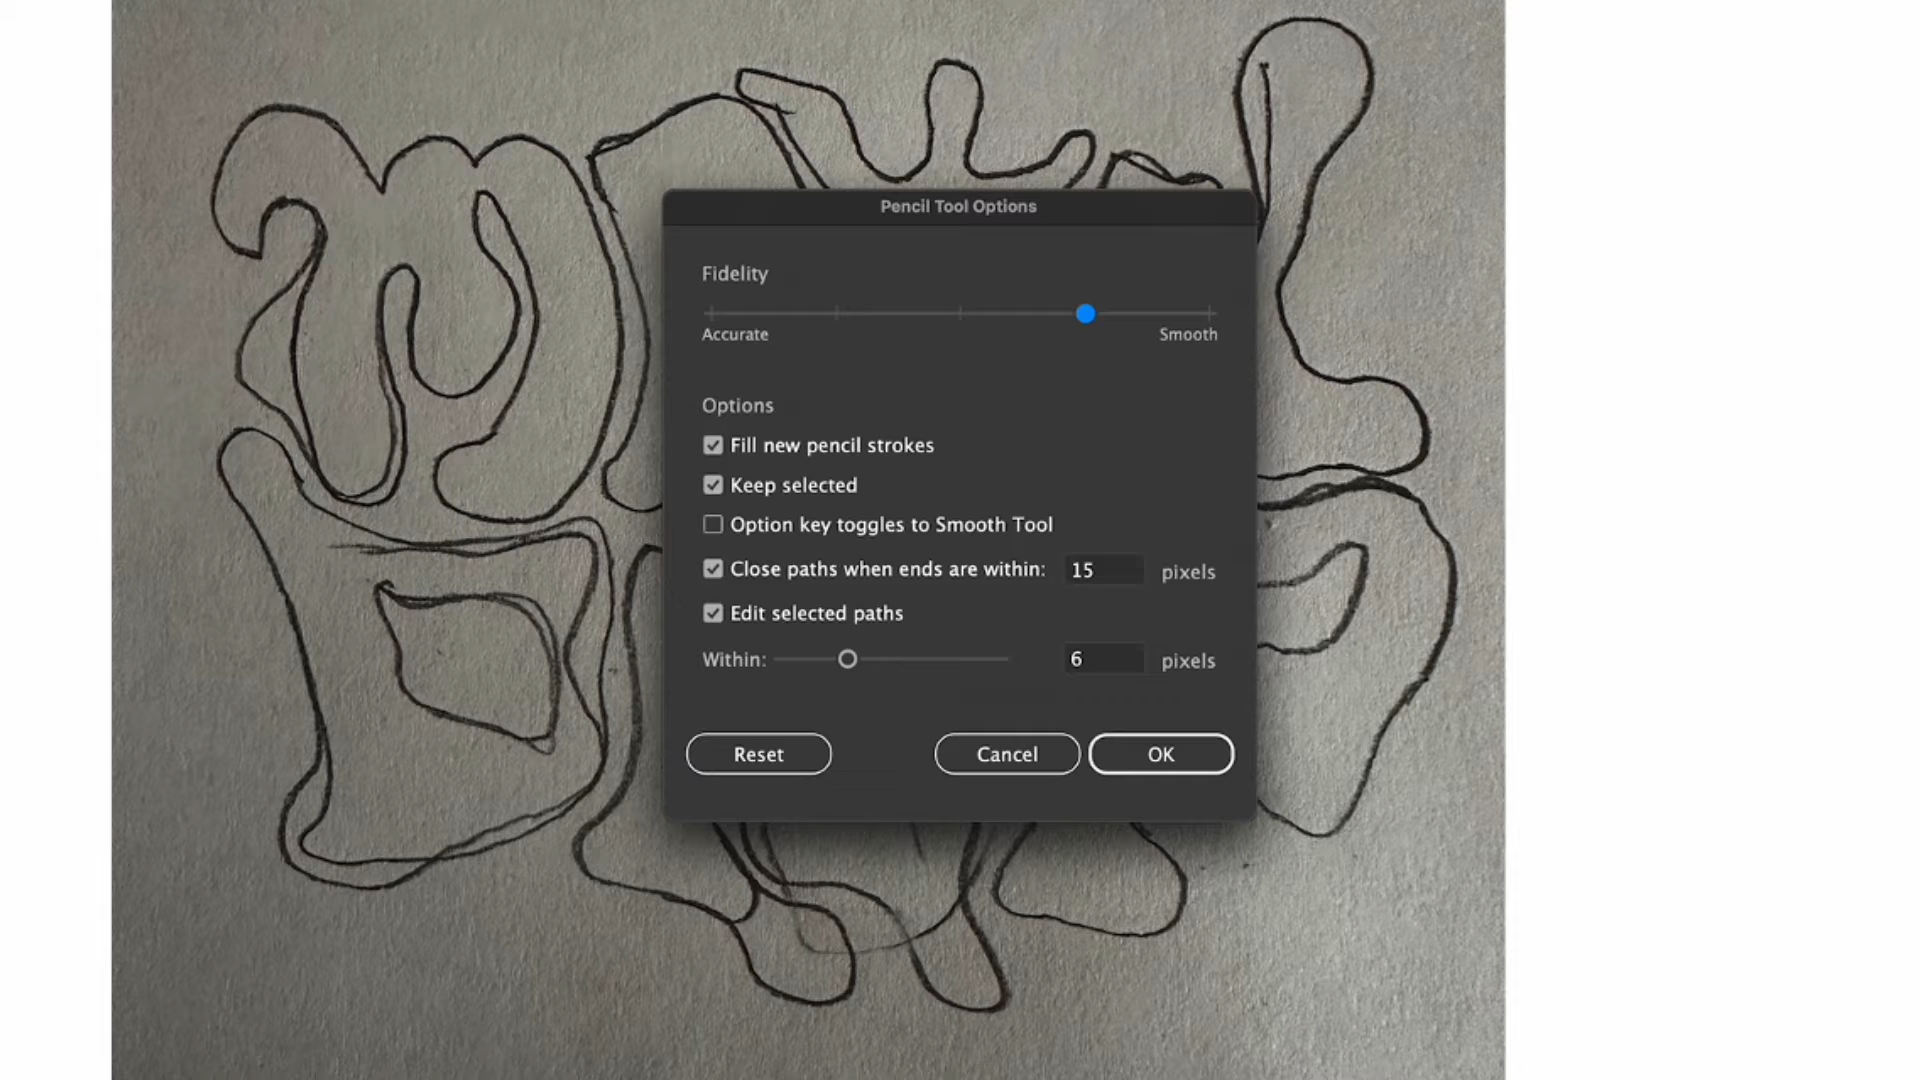 Pencil Tool Options
Fidelity
Accurate Smooth
Options
Fill new pencil strokes
Keep selected
Option key toggles to Smooth Tool
Close paths when ends are within: 15 pixels
Edit selected paths
Within: 6 pixels
Reset Cancel OK